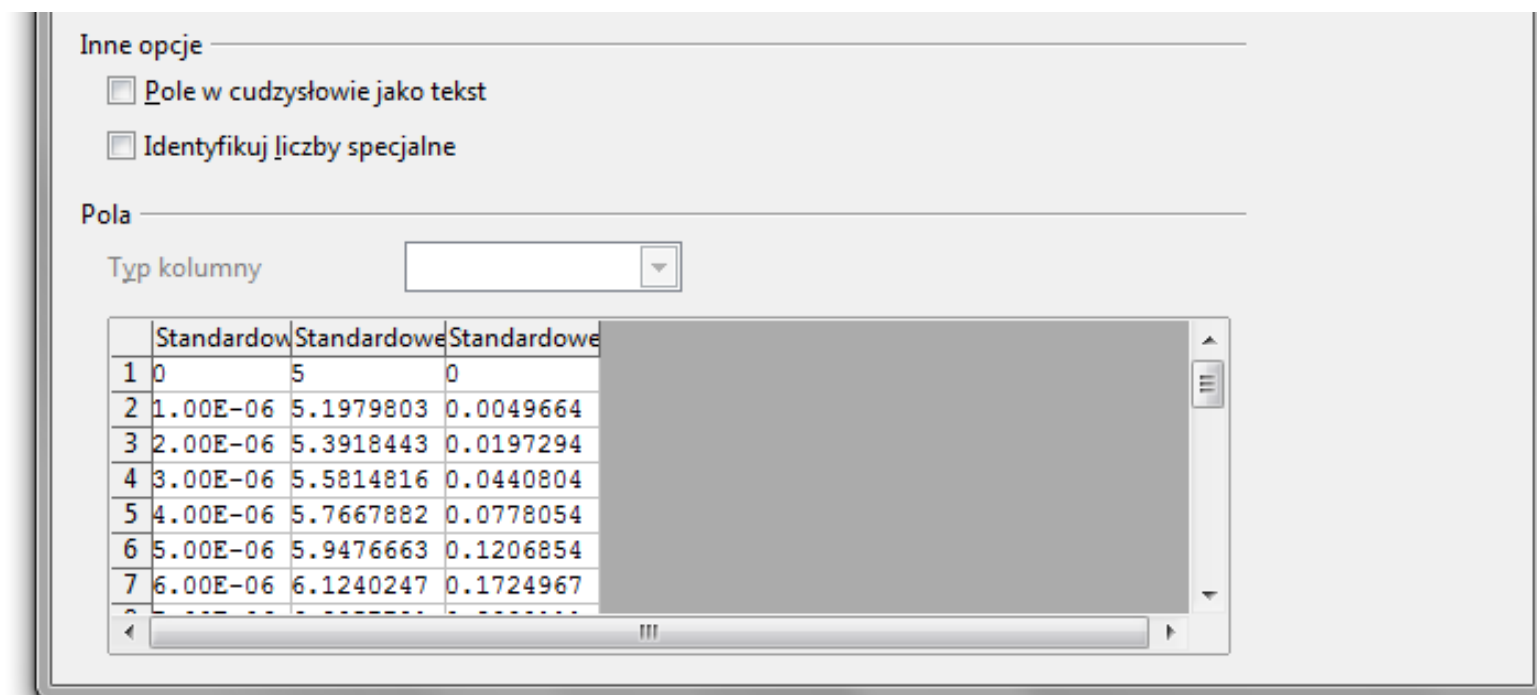 Inne opcje
Pole w cudzysłowie jako tekst
Identyfikuj liczby specjalne
Pola
Typ kolumny
Standardow Standardowe Standardowe
1 0 5 0
2 1.00E-06 5.1979803 0.0049664
3 2.00E-06 5.3918443 0.0197294
4 3.00E-06 5.5814816 0.0440804
5 4.00E-06 5.7667882 0.0778054
6 5.00E-06 5.9476663 0.1206854
7 6.00E-06 6.1240247 0.1724967